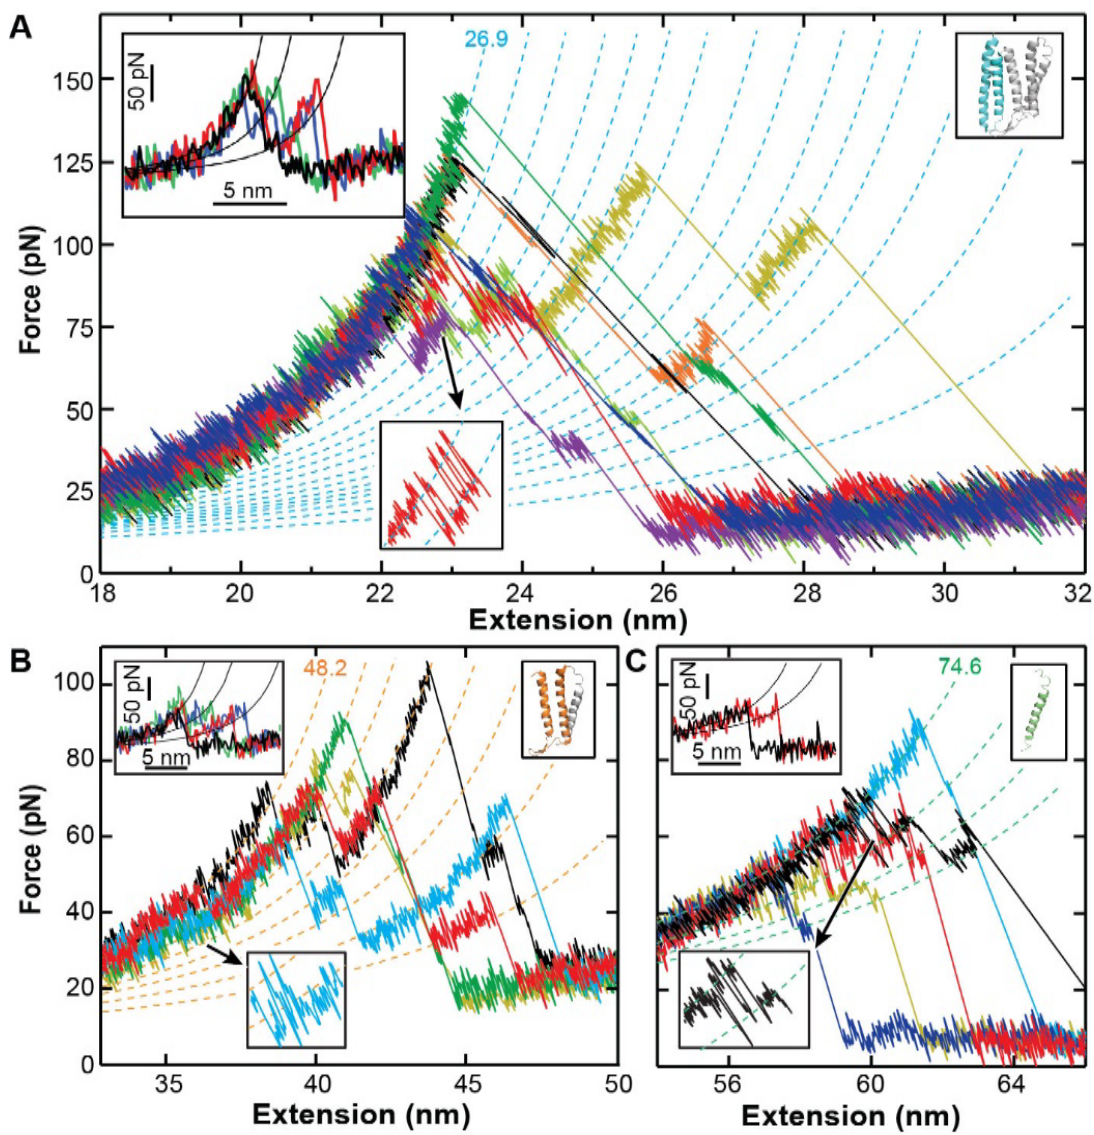 A
26.9
150
125
100
75
50
25
0
Force (pN)
50 pN
5 nm
18 20 22 24 26 28 30 32
Extension (nm)
B
48.2
100
80
60
40
20
0
Force (pN)
50 pN
5 nm
35 40 45 50
Extension (nm)
C
74.6
50 pN
5 nm
56 60 64
Extension (nm)